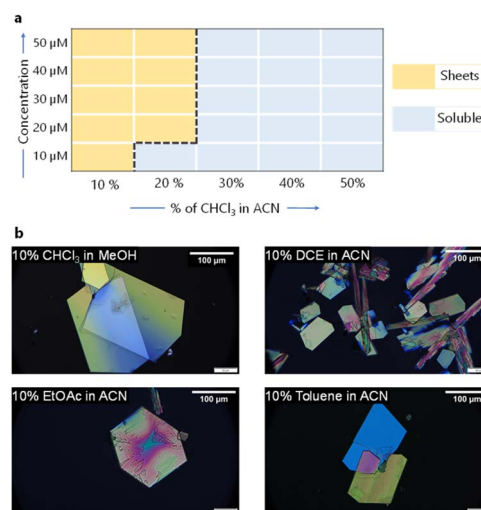 a
Concentration
50 μM
40 μM
30 μM
20 μM
10 μM
10 %
20 %
30%
40%
50%
% of CHCl₃ in ACN
Sheets
Soluble
b
10% CHCl₃ in MeOH
100 μm
10% DCE in ACN
100 μm
10% EtOAc in ACN
100 μm
10% Toluene in ACN
100 μm